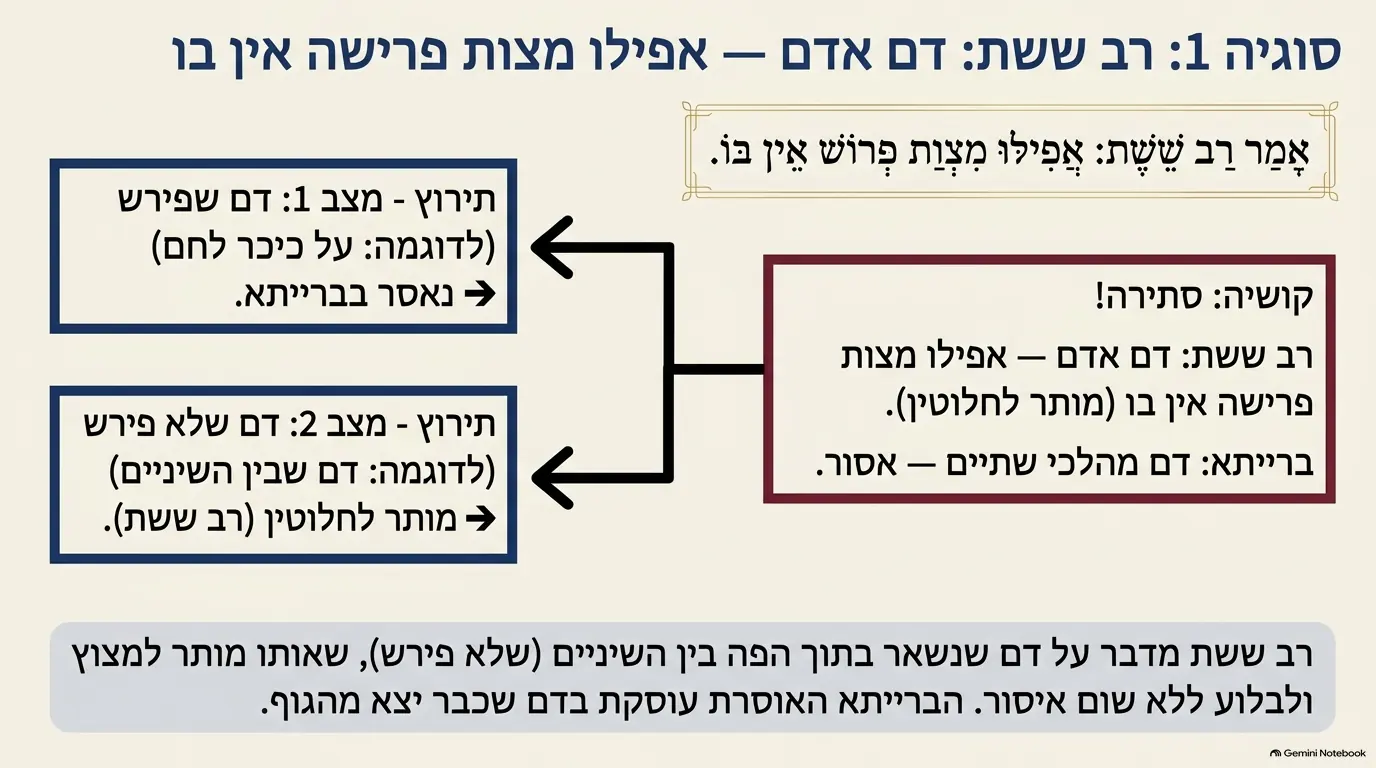 סוגיה 1: רב ששת: דם אדם — אפילו מצות פרישה אין בו
אָמַר רַב שֵׁשֶׁת: אֲפִילּוּ מִצְוַת פְּרוֹשׁ אֵין בּוֹ.
קושיה: סתירה!
רב ששת: דם אדם — אפילו מצות
פרישה אין בו (מותר לחלוטין).
ברייתא: דם מהלכי שתיים — אסור.
תירוץ - מצב 1: דם שפירש
(לדוגמה: על כיכר לחם)
➔ נאסר בברייתא.
תירוץ - מצב 2: דם שלא פירש
(לדוגמה: דם שבין השיניים)
➔ מותר לחלוטין (רב ששת).
רב ששת מדבר על דם שנשאר בתוך הפה בין השיניים (שלא פירש), שאותו מותר למצוץ
ולבלוע ללא שום איסור. הברייתא האוסרת עוסקת בדם שכבר יצא מהגוף.
Gemini Notebook